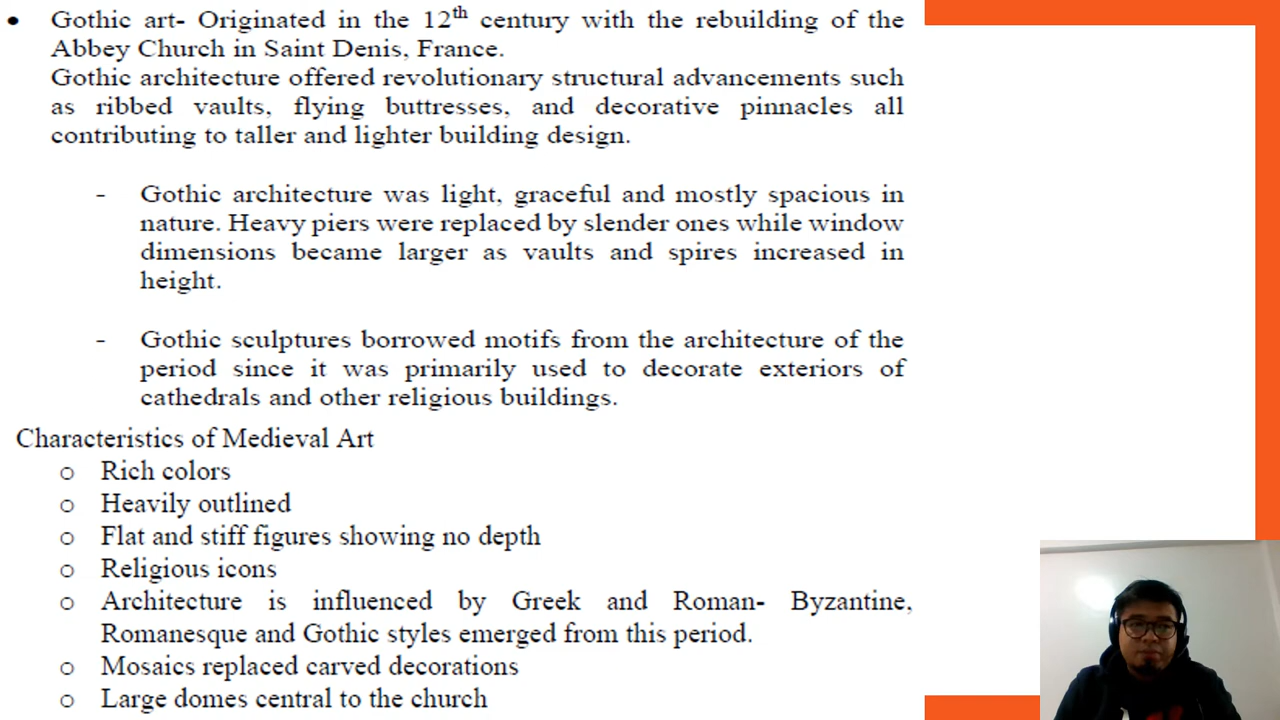 • Gothic art- Originated in the 12th century with the rebuilding of the
Abbey Church in Saint Denis, France.
Gothic architecture offered revolutionary structural advancements such
as ribbed vaults, flying buttresses, and decorative pinnacles all
contributing to taller and lighter building design.
- Gothic architecture was light, graceful and mostly spacious in
nature. Heavy piers were replaced by slender ones while window
dimensions became larger as vaults and spires increased in
height.
- Gothic sculptures borrowed motifs from the architecture of the
period since it was primarily used to decorate exteriors of
cathedrals and other religious buildings.
Characteristics of Medieval Art
o Rich colors
o Heavily outlined
o Flat and stiff figures showing no depth
o Religious icons
o Architecture is influenced by Greek and Roman- Byzantine,
Romanesque and Gothic styles emerged from this period.
o Mosaics replaced carved decorations
o Large domes central to the church